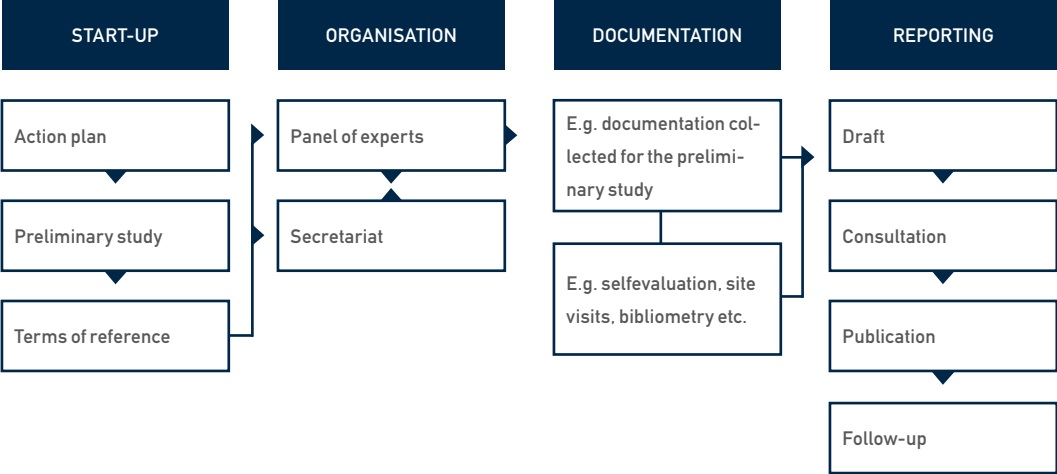 START-UP
Action plan
Preliminary study
Terms of reference
ORGANISATION
Panel of experts
Secretariat
DOCUMENTATION
E.g. documentation col-
lected for the prelimi-
nary study
E.g. selfevaluation, site
visits, bibliometry etc.
REPORTING
Draft
Consultation
Publication
Follow-up